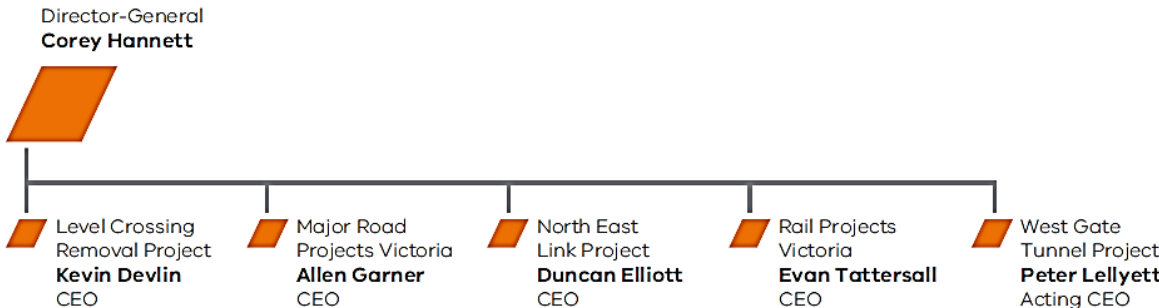 Director-General
Corey Hannett
Level Crossing
Removal Project
Kevin Devlin
CEO
Major Road
Projects Victoria
Allen Garner
CEO
North East
Link Project
Duncan Elliott
CEO
Rail Projects
Victoria
Evan Tattersall
CEO
West Gate
Tunnel Project
Peter Lellyett
Acting CEO